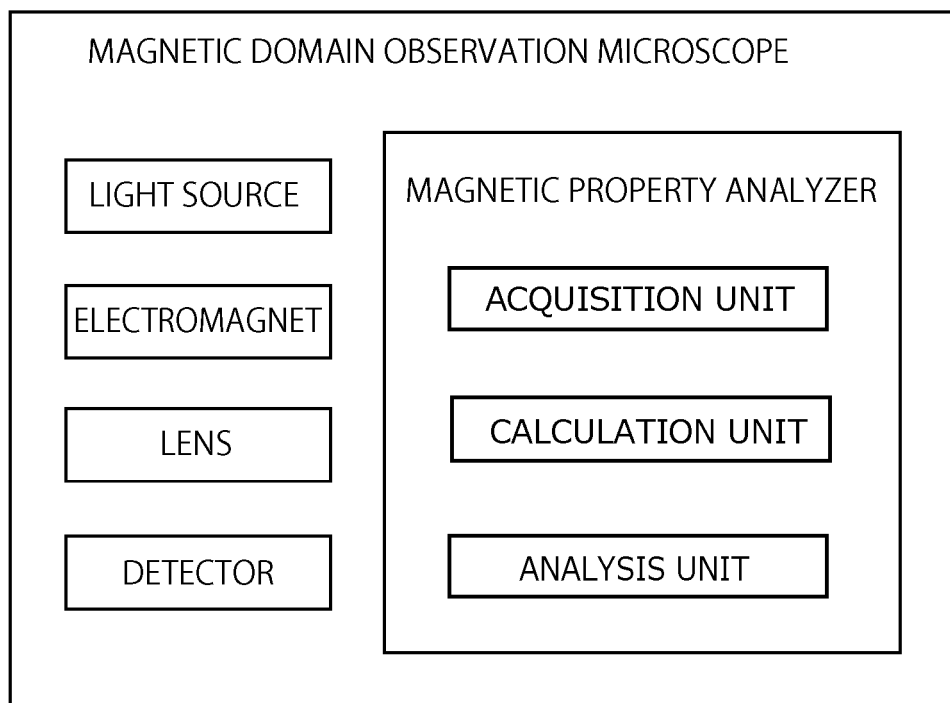 MAGNETIC DOMAIN OBSERVATION MICROSCOPE
LIGHT SOURCE
ELECTROMAGNET
LENS
DETECTOR
MAGNETIC PROPERTY ANALYZER
ACQUISITION UNIT
CALCULATION UNIT
ANALYSIS UNIT